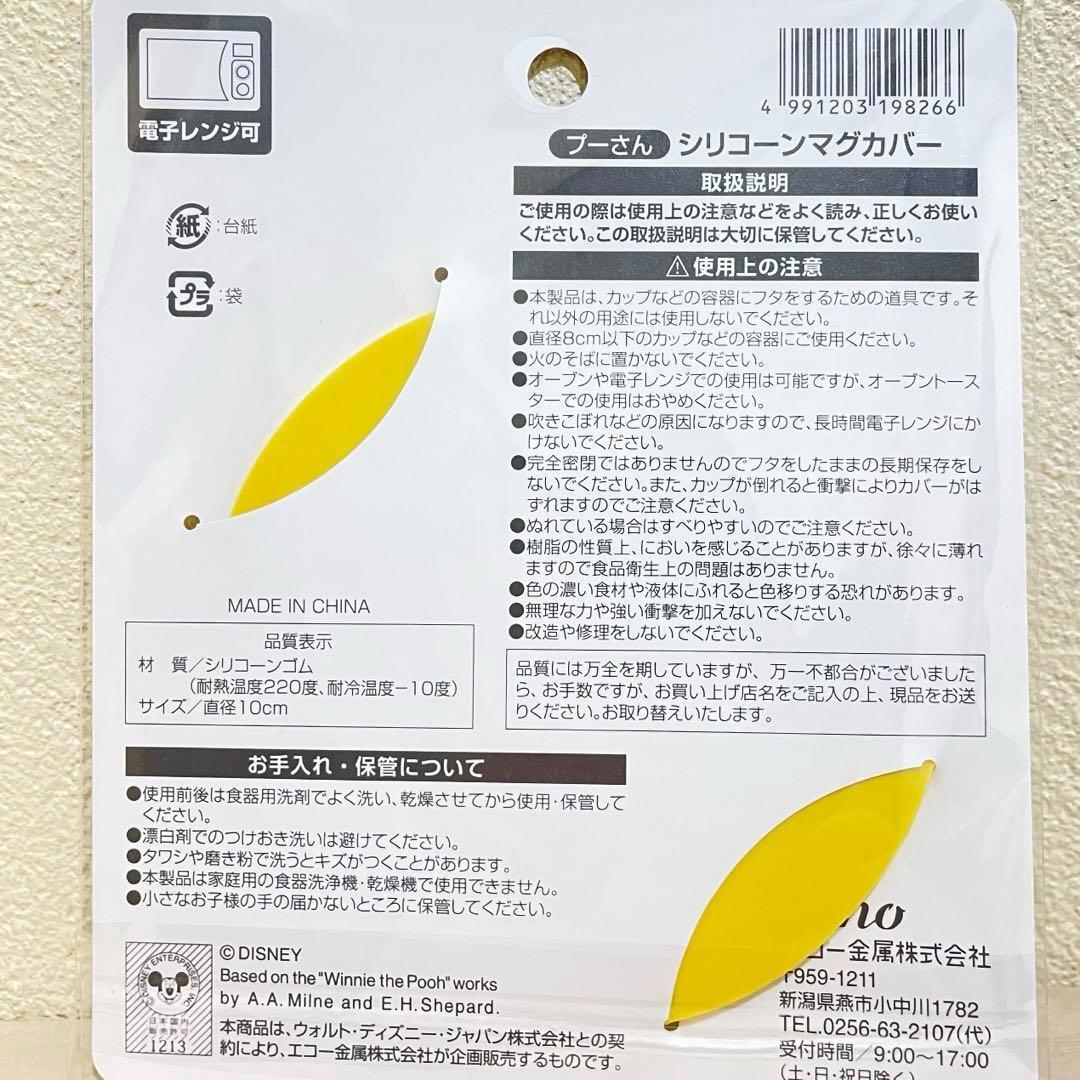 電子レンジ可
紙:台紙
プラ:袋
4 991203 198266
プーさん シリコーンマグカバー
取扱説明
ご使用の際は使用上の注意などをよく読み、正しくお使い
ください。この取扱説明は大切に保管してください。
⚠使用上の注意
●本製品は、カップなどの容器にフタをするための道具です。そ
れ以外の用途には使用しないでください。
●直径8cm以下のカップなどの容器にご使用ください。
●火のそばに置かないでください。
●オーブンや電子レンジでの使用は可能ですが、オーブントース
ターでの使用はおやめください。
●吹きこぼれなどの原因になりますので、長時間電子レンジにか
けないでください。
●完全密閉ではありませんのでフタをしたままの長期保存をし
ないでください。また、カップが倒れると衝撃によりカバーがは
ずれますのでご注意ください。
●ぬれている場合はすべりやすいのでご注意ください。
●樹脂の性質上、においを感じることがありますが、徐々に薄れ
ますので食品衛生上の問題はありません。
●色の濃い食材や液体にふれると色移りする恐れがあります。
●無理な力や強い衝撃を加えないでください。
●改造や修理をしないでください。
品質には万全を期していますが、万一不都合がございました
ら、お手数ですが、お買い上げ店名をご記入の上、現品をお送
りください。お取り替えいたします。
MADE IN CHINA
品質表示
材 質/シリコーンゴム
(耐熱温度220度、耐冷温度-10度)
サイズ/直径10cm
お手入れ・保管について
●使用前後は食器用洗剤でよく洗い、乾燥させてから使用・保管して
ください。
●漂白剤でのつけおき洗いは避けてください。
●タワシや磨き粉で洗うとキズがつくことがあります。
●本製品は家庭用の食器洗浄機・乾燥機で使用できません。
●小さなお子様の手の届かないところに保管してください。
©DISNEY ENTERPRISES, INC.
日本国内
販売許可
1213
©DISNEY
Based on the "Winnie the Pooh" works
by A.A. Milne and E.H. Shepard.
本商品は、ウォルト・ディズニー・ジャパン株式会社との契
約により、エコー金属株式会社が企画販売するものです。
no
コー金属株式会社
〒959-1211
新潟県燕市小中川1782
TEL.0256-63-2107(代)
受付時間/9:00〜17:00
(土・日・祝日除く)